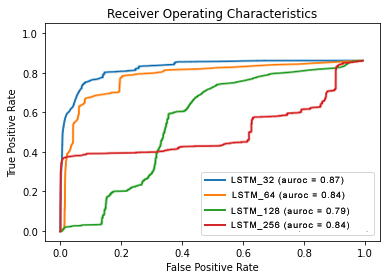 Receiver Operating Characteristics
True Positive Rate
1.0
0.8
0.6
0.4
0.2
0.0
LSTM_32 (auroc = 0.87)
LSTM_64 (auroc = 0.84)
LSTM_128 (auroc = 0.79)
LSTM_256 (auroc = 0.84)
0.0 0.2 0.4 0.6 0.8 1.0
False Positive Rate